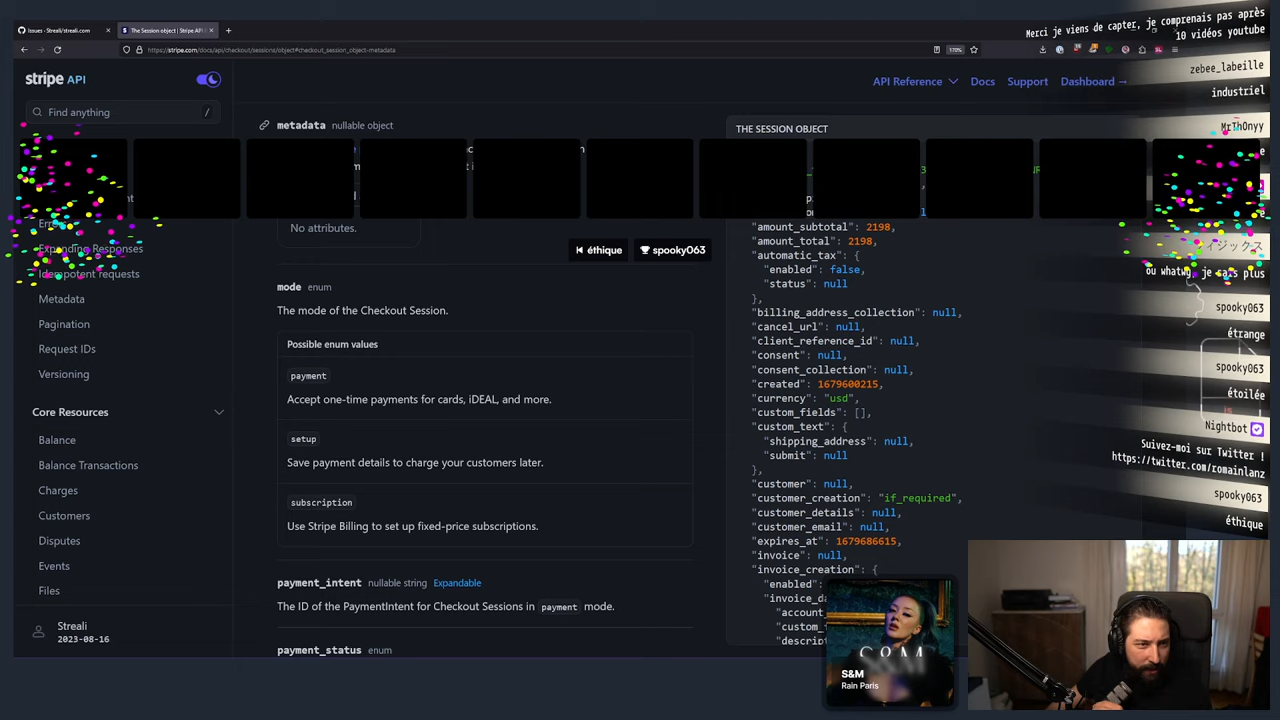 Issues · Streali/streali.com
The Session object | Stripe API
https://stripe.com/docs/api/checkout/sessions/object#checkout_session_object-metadata
170%
stripe API
Find anything
/
Expanding Responses
Idempotent requests
Metadata
Pagination
Request IDs
Versioning
Core Resources
Balance
Balance Transactions
Charges
Customers
Disputes
Events
Files
Streali
2023-08-16
API Reference
Docs
Support
Dashboard →
metadata nullable object
No attributes.
éthique
spooky063
mode enum
The mode of the Checkout Session.
Possible enum values
payment
Accept one-time payments for cards, iDEAL, and more.
setup
Save payment details to charge your customers later.
subscription
Use Stripe Billing to set up fixed-price subscriptions.
payment_intent nullable string Expandable
The ID of the PaymentIntent for Checkout Sessions in payment mode.
payment_status enum
THE SESSION OBJECT
"amount_subtotal": 2198,
"amount_total": 2198,
"automatic_tax": {
"enabled": false,
"status": null
},
"billing_address_collection": null,
"cancel_url": null,
"client_reference_id": null,
"consent": null,
"consent_collection": null,
"created": 1679600215,
"currency": "usd",
"custom_fields": [],
"custom_text": {
"shipping_address": null,
"submit": null
},
"customer": null,
"customer_creation": "if_required",
"customer_details": null,
"customer_email": null,
"expires_at": 1679686615,
"invoice": null,
"invoice_creation": {
"enabled"
"invoice_da
"account_
"custom_
"descrip
Merci je viens de capter, je comprenais pas après
10 vidéos youtube
zebee_labeille
industriel
MrTh0nyy
ou whatwg, je sais plus
spooky063
étrange
spooky063
étoilée
Nightbot
Suivez-moi sur Twitter !
https://twitter.com/romainlanz
spooky063
éthique
S&M
S&M
Rain Paris